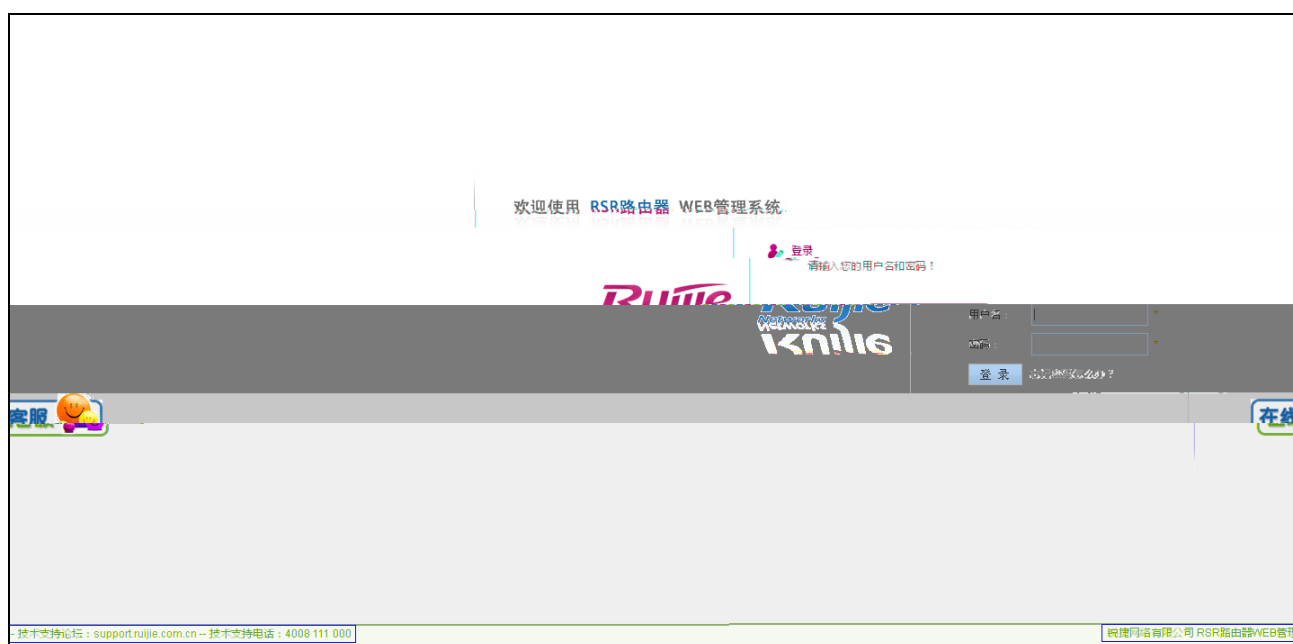 欢迎使用 RSR路由器 WEB管理系统
登录
请输入您的用户名和密码！
Ruijie
Ruijie
Networks
用户名：
*
密码：
*
登 录
客服
在线
- 技术支持论坛：support.ruijie.com.cn -- 技术支持电话：4008 111 000
锐捷网络有限公司 RSR路由器WEB管理